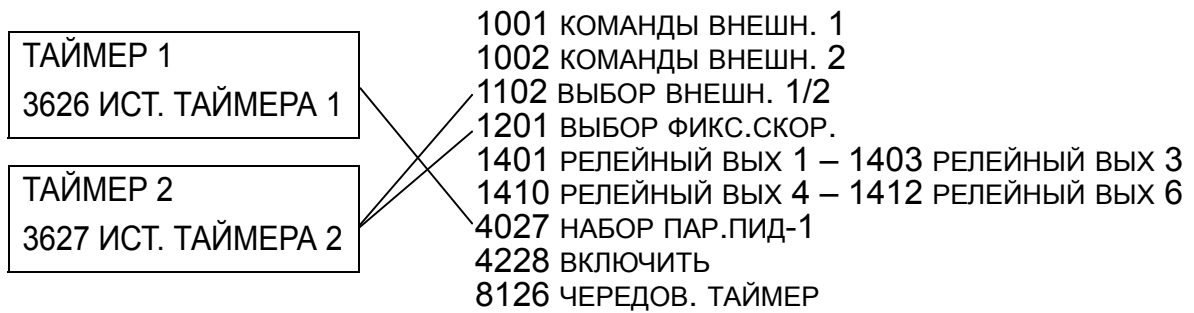 ТАЙМЕР 1
3626 ИСТ. ТАЙМЕРА 1
ТАЙМЕР 2
3627 ИСТ. ТАЙМЕРА 2
1001 КОМАНДЫ ВНЕШН. 1
1002 КОМАНДЫ ВНЕШН. 2
1102 ВЫБОР ВНЕШН. 1/2
1201 ВЫБОР ФИКС.СКОР.
1401 РЕЛЕЙНЫЙ ВЫХ 1 – 1403 РЕЛЕЙНЫЙ ВЫХ 3
1410 РЕЛЕЙНЫЙ ВЫХ 4 – 1412 РЕЛЕЙНЫЙ ВЫХ 6
4027 НАБОР ПАР.ПИД-1
4228 ВКЛЮЧИТЬ
8126 ЧЕРЕДОВ. ТАЙМЕР